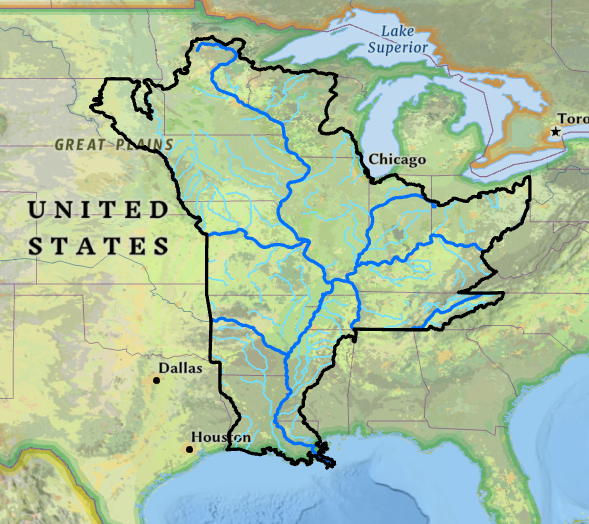 Lake
Superior
Toro
Chicago
GREAT PLAINS
UNITED
STATES
Dallas
Houston